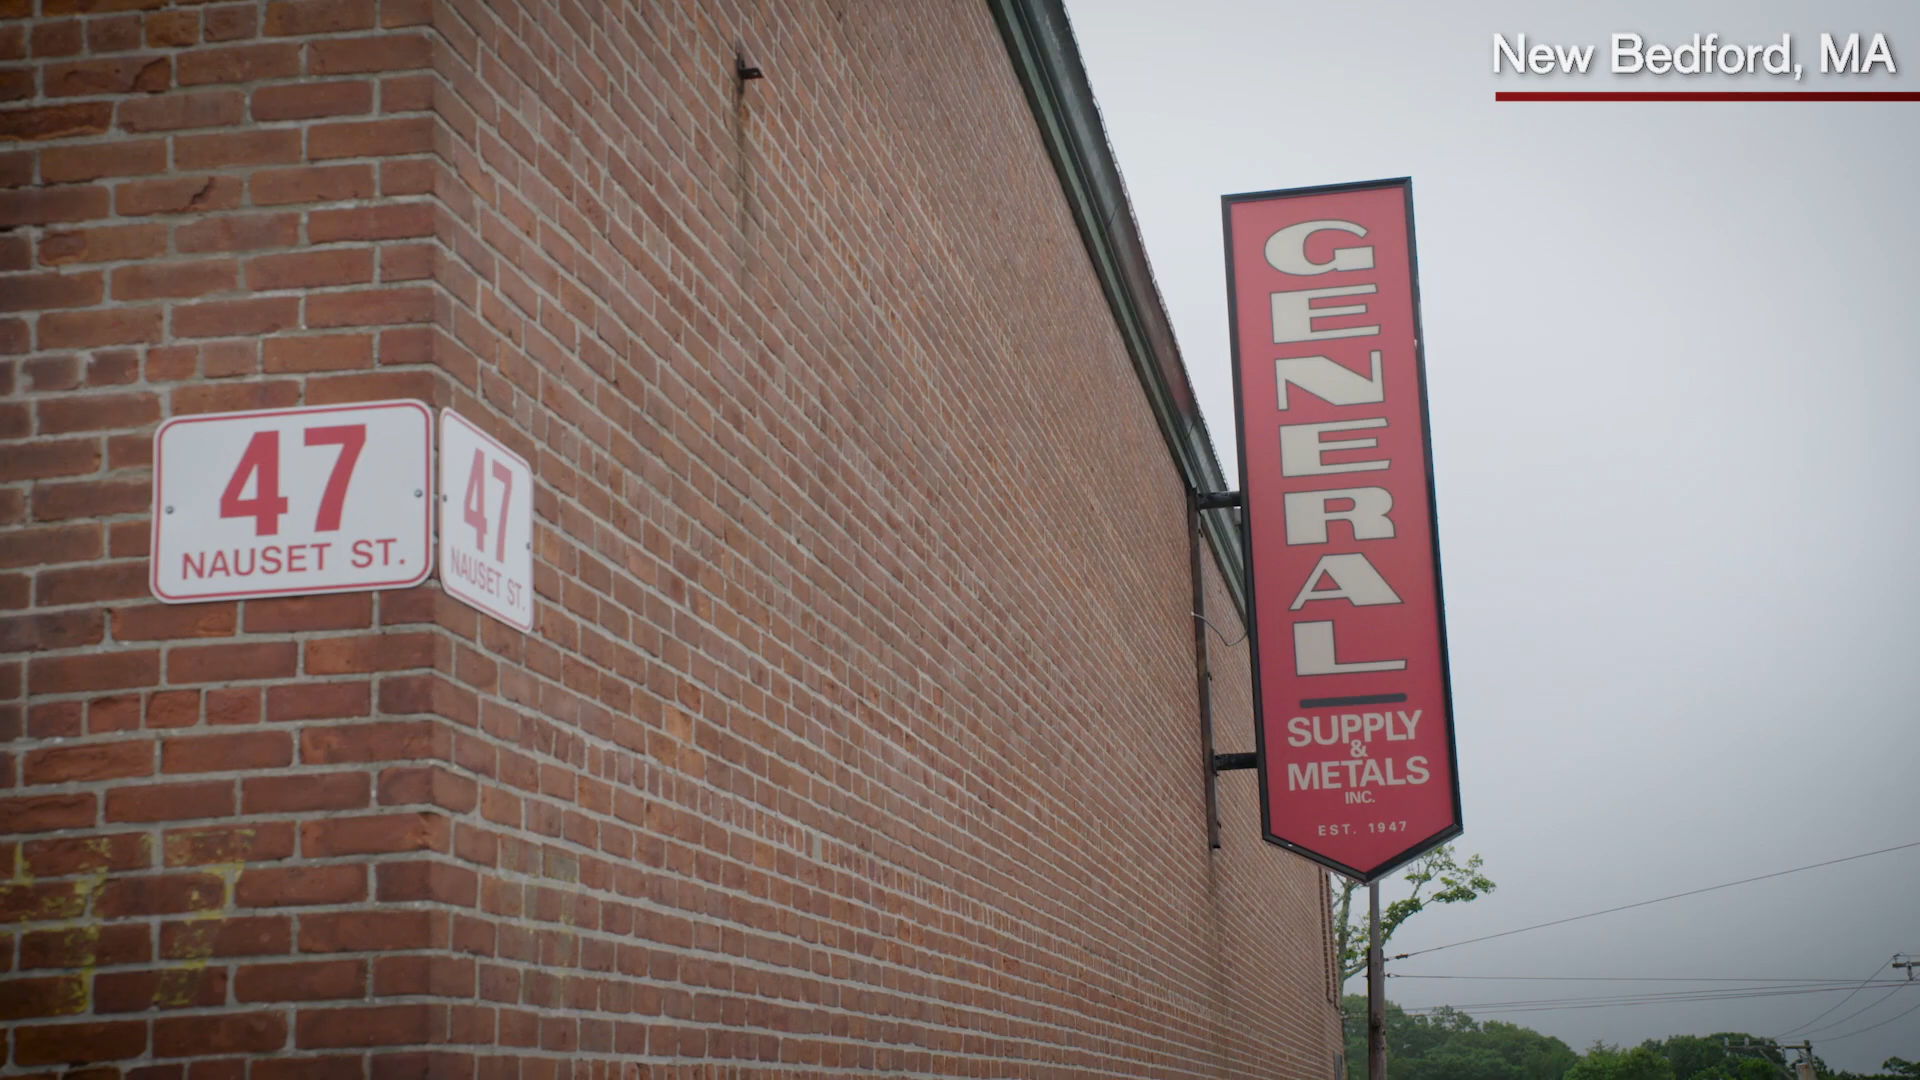 New Bedford, MA
47
NAUSET ST.
47
NAUSET ST.
GENERAL
SUPPLY
&
METALS
INC.
EST. 1947